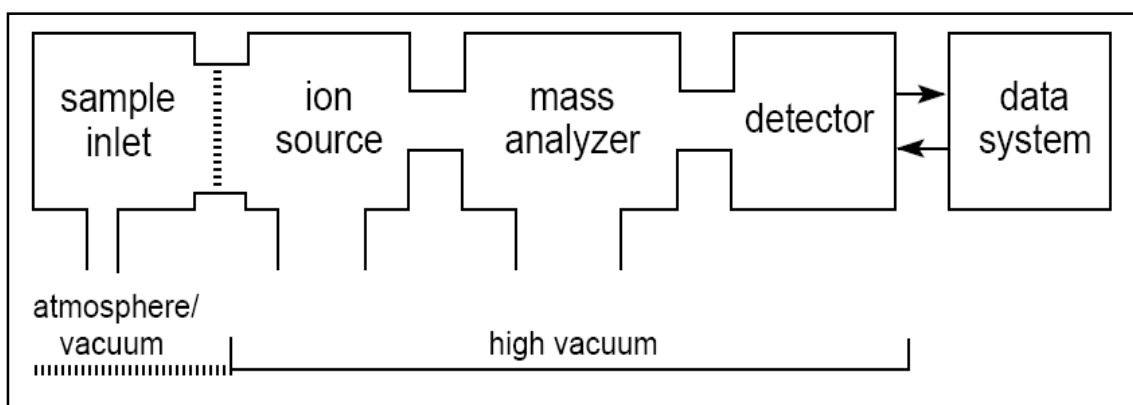 sample
inlet
ion
source
mass
analyzer
detector
data
system
atmosphere/
vacuum
high vacuum